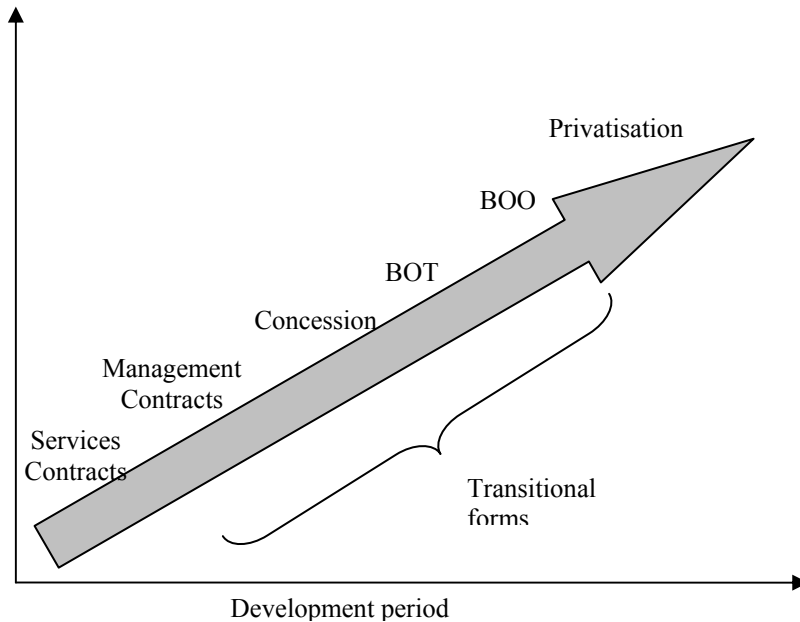 Privatisation
BOO
BOT
Concession
Management
Contracts
Services
Contracts
Transitional
forms
Development period